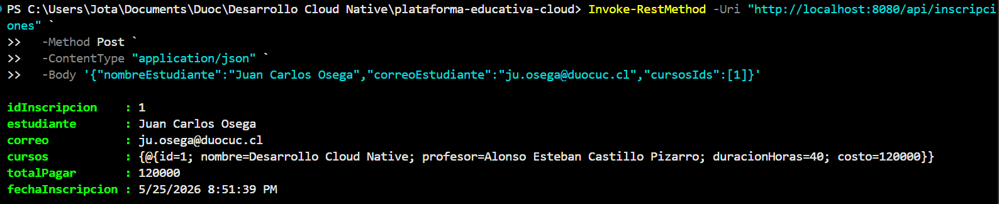 PS C:\Users\Jota\Documents\Duoc\Desarrollo Cloud Native\plataforma-educativa-cloud> Invoke-RestMethod -Uri "http://localhost:8080/api/inscripci
ones" `
>>   -Method Post `
>>   -ContentType "application/json" `
>>   -Body '{"nombreEstudiante":"Juan Carlos Osega","correoEstudiante":"ju.osega@duocuc.cl","cursosIds":[1]}'
idInscripcion    : 1
estudiante       : Juan Carlos Osega
correo           : ju.osega@duocuc.cl
cursos           : {@{id=1; nombre=Desarrollo Cloud Native; profesor=Alonso Esteban Castillo Pizarro; duracionHoras=40; costo=120000}}
totalPagar       : 120000
fechaInscripcion : 5/25/2026 8:51:39 PM